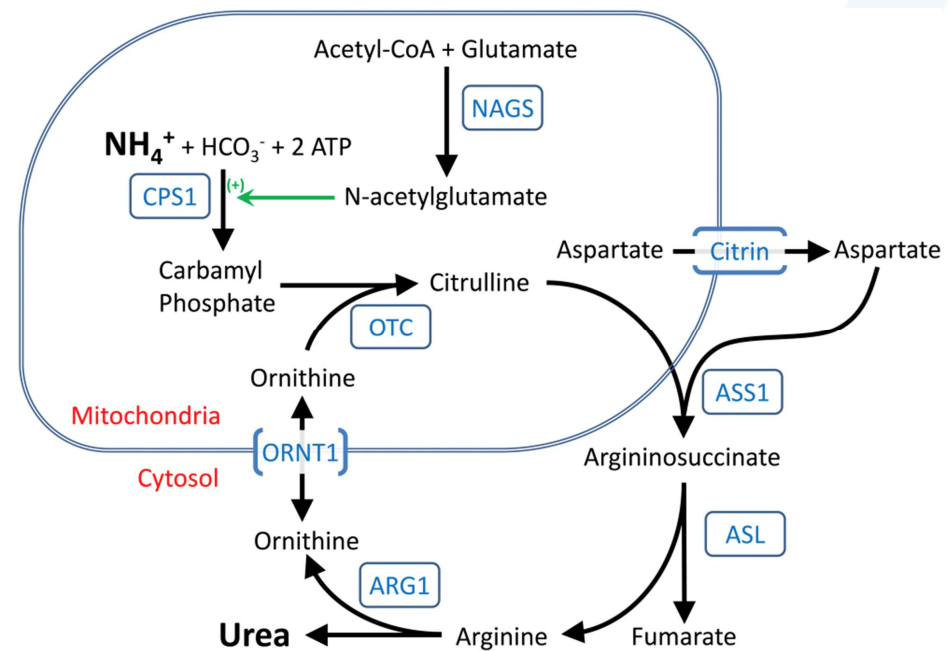 Acetyl-CoA + Glutamate
NAGS
NH₄⁺ + HCO₃⁻ + 2 ATP
CPS1
(+)
N-acetylglutamate
Aspartate
Citrin
Aspartate
Carbamyl
Phosphate
Citrulline
OTC
Ornithine
ASS1
Mitochondria
ORNT1
Argininosuccinate
Cytosol
Ornithine
ASL
ARG1
Urea
Arginine
Fumarate